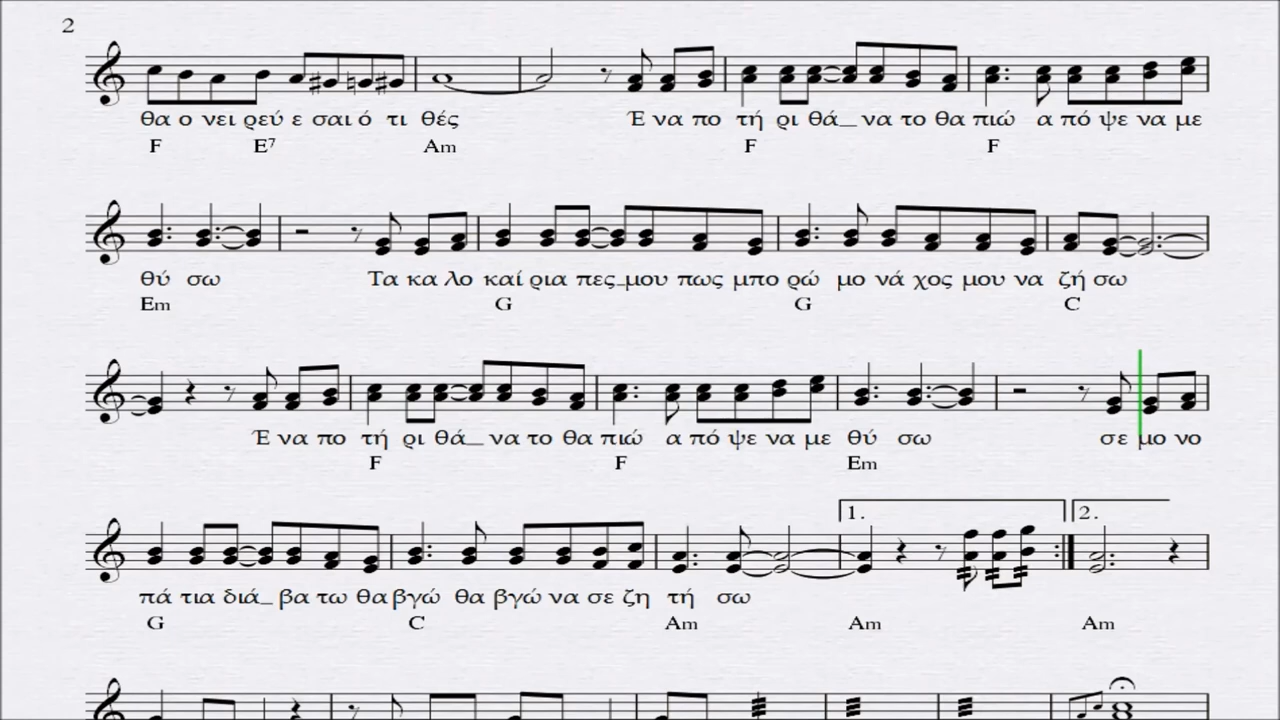 2
θα ο νει ρεύ ε σαι ό τι θές Έ να πο τή ρι θά_ να το θα πιώ α πό ψε να με
F E7 Am F F
θύ σω Τα κα λο καί ρια πες_μου πως μπο ρώ μο νά χος μου να ζή σω
Em G G C
Έ να πο τή ρι θά_ να το θα πιώ α πό ψε να με θύ σω σε μο νο
F F Em
1. 2.
πά τια διά_ βα τω θα βγώ θα βγώ να σε ζη τή σω
G C Am Am Am